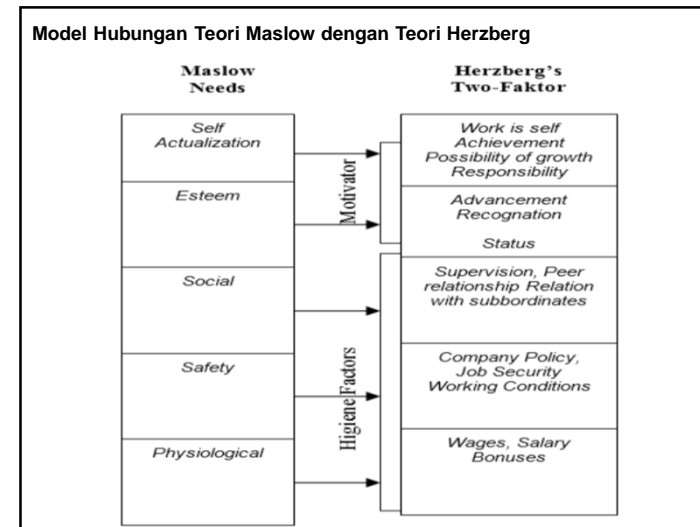 Model Hubungan Teori Maslow dengan Teori Herzberg
Maslow
Needs
Herzberg's
Two-Faktor
Self
Actualization
Esteem
Social
Safety
Physiological
Motivator
Higiene Factors
Work is self
Achievement
Possibility of growth
Responsibility
Advancement
Recognation
Status
Supervision, Peer
relationship Relation
with subbordinates
Company Policy,
Job Security
Working Conditions
Wages, Salary
Bonuses